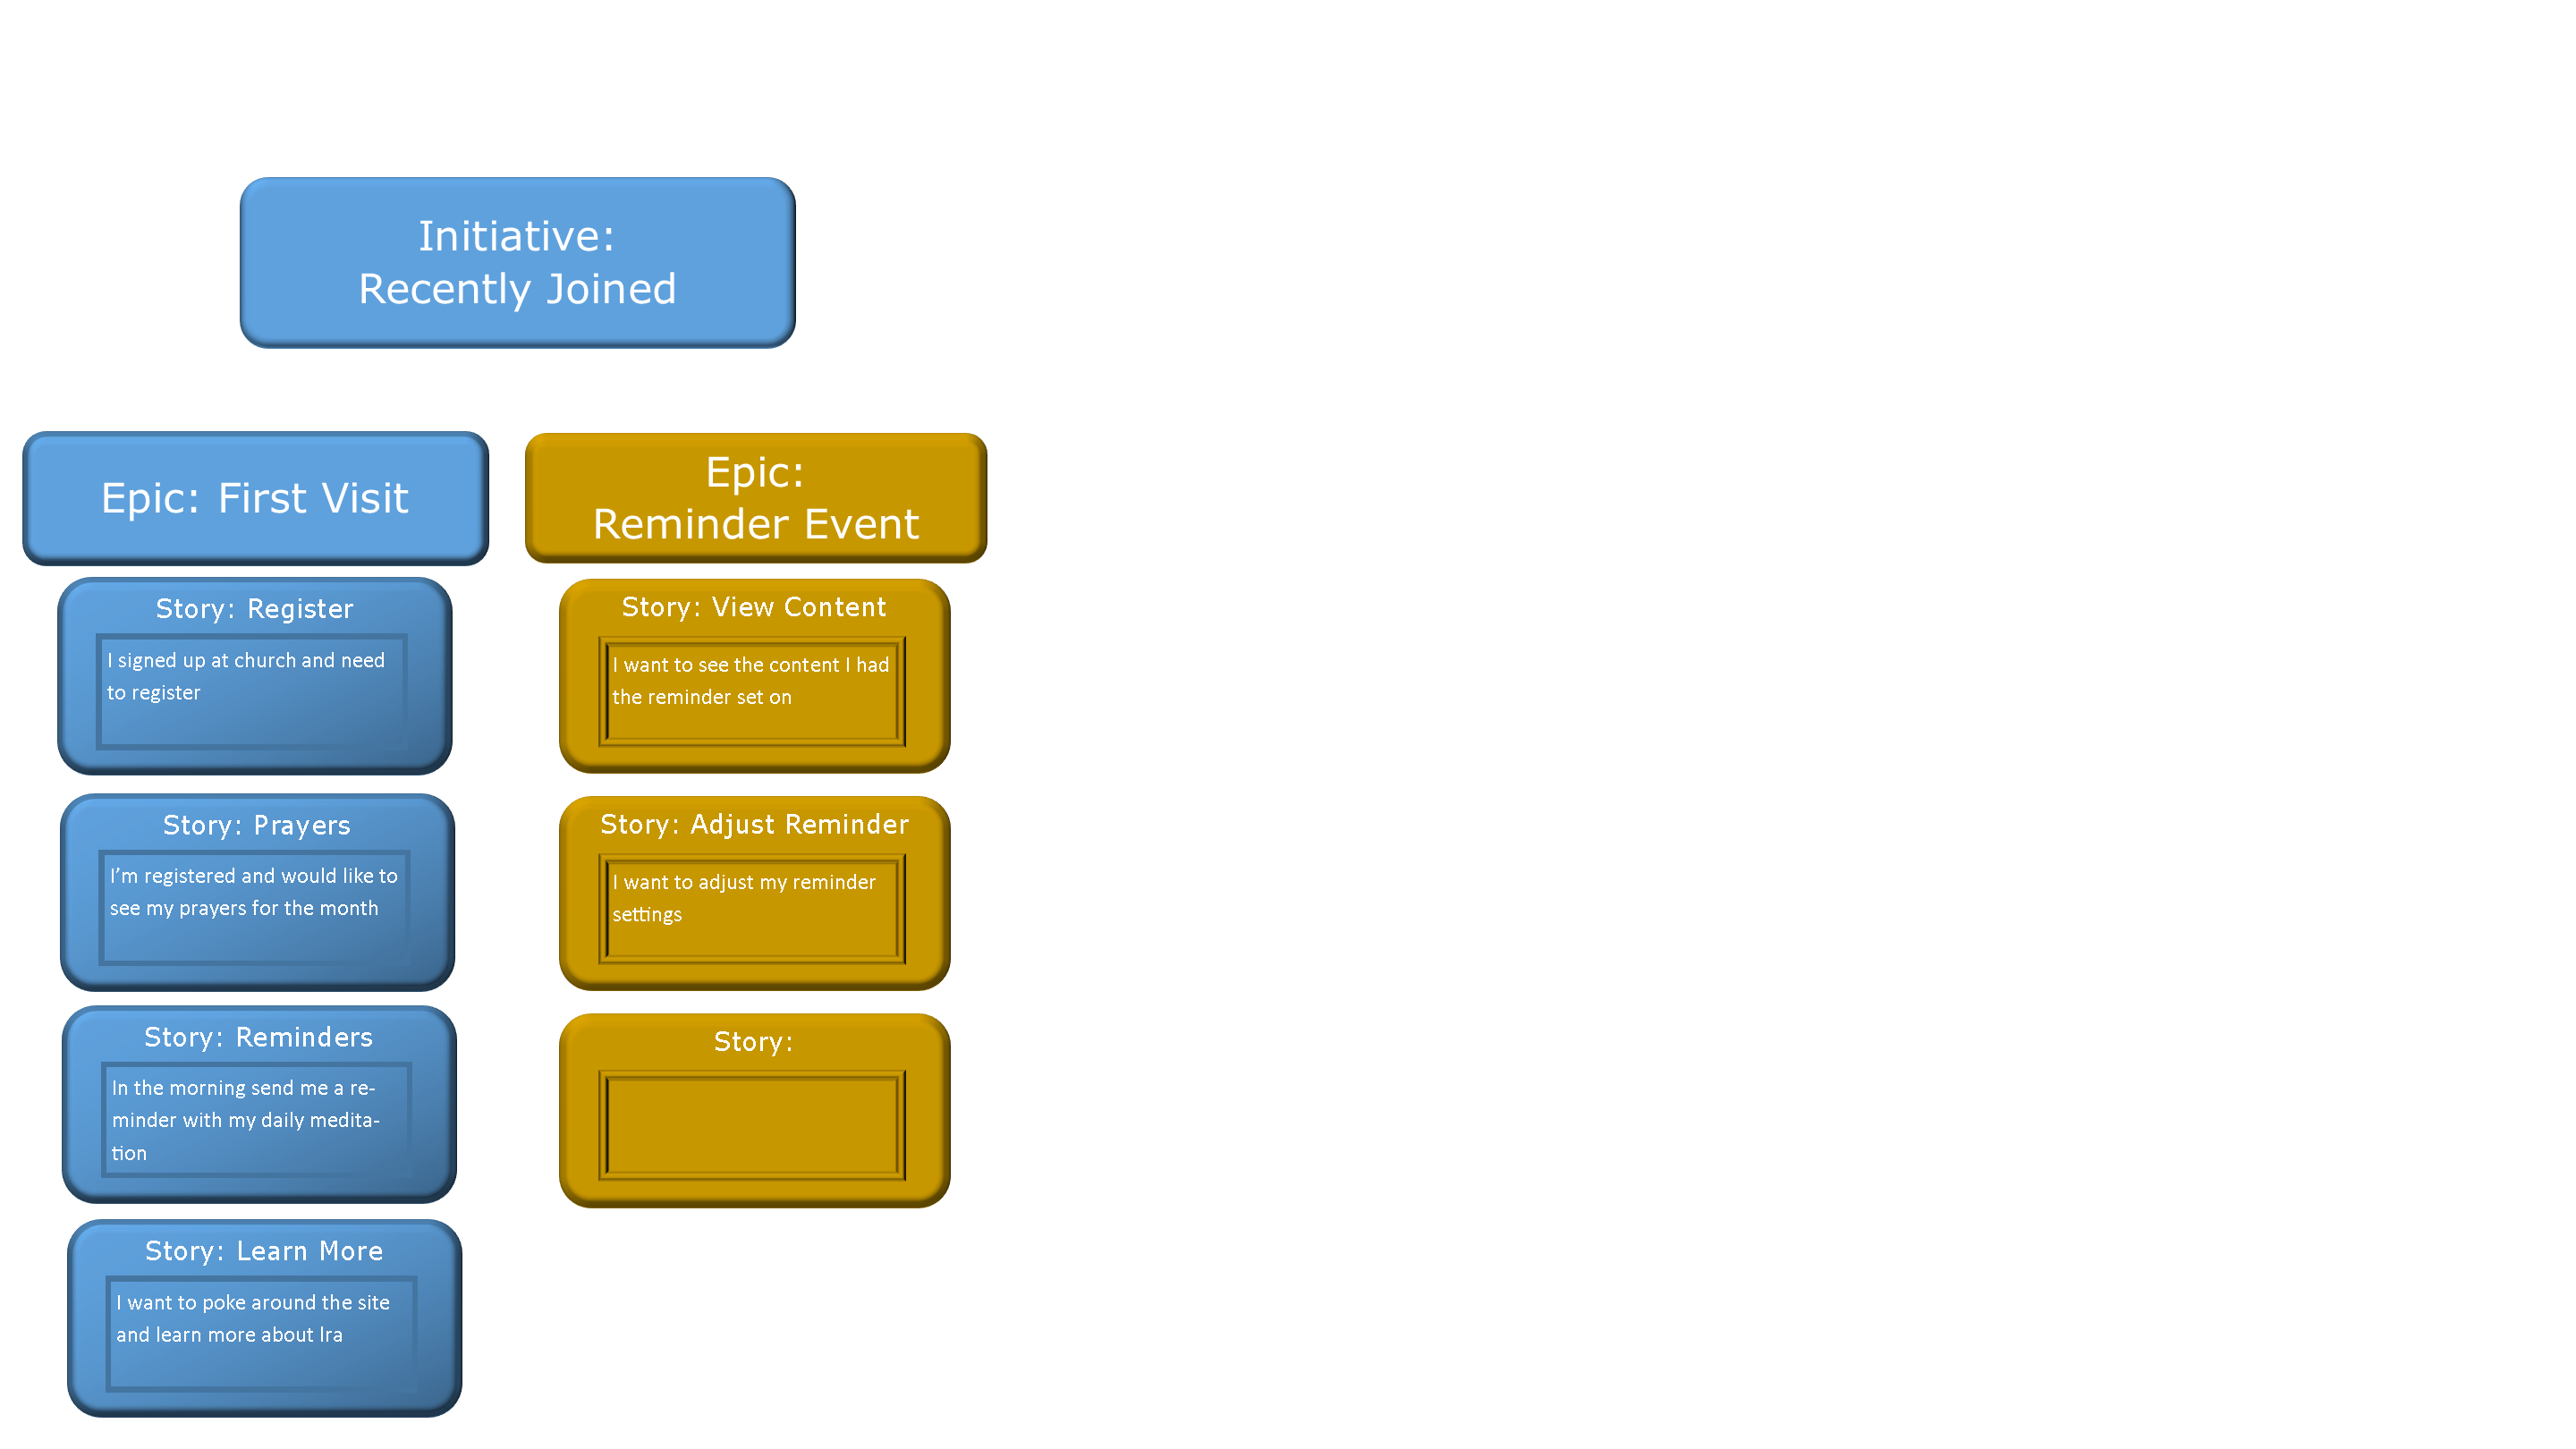 Initiative:
Recently Joined
Epic: First Visit
Story: Register
I signed up at church and need
to register
Story: Prayers
I'm registered and would like to
see my prayers for the month
Story: Reminders
In the morning send me a re-
minder with my daily medita-
tion
Story: Learn More
I want to poke around the site
and learn more about Ira
Epic:
Reminder Event
Story: View Content
I want to see the content I had
the reminder set on
Story: Adjust Reminder
I want to adjust my reminder
settings
Story: